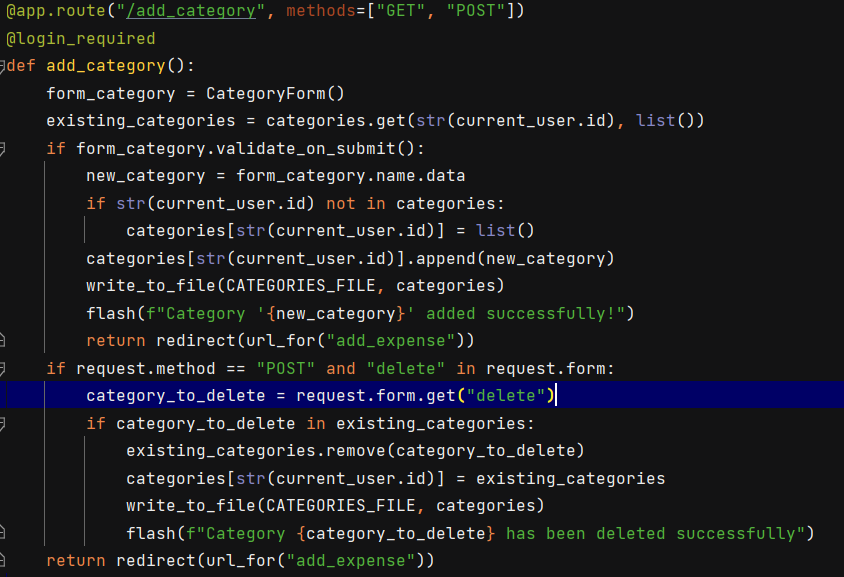 @app.route("/add_category", methods=["GET", "POST"])
@login_required
def add_category():
    form_category = CategoryForm()
    existing_categories = categories.get(str(current_user.id), list())
    if form_category.validate_on_submit():
        new_category = form_category.name.data
        if str(current_user.id) not in categories:
            categories[str(current_user.id)] = list()
        categories[str(current_user.id)].append(new_category)
        write_to_file(CATEGORIES_FILE, categories)
        flash(f"Category '{new_category}' added successfully!")
        return redirect(url_for("add_expense"))
    if request.method == "POST" and "delete" in request.form:
        category_to_delete = request.form.get("delete")
        if category_to_delete in existing_categories:
            existing_categories.remove(category_to_delete)
            categories[str(current_user.id)] = existing_categories
            write_to_file(CATEGORIES_FILE, categories)
            flash(f"Category {category_to_delete} has been deleted successfully")
    return redirect(url_for("add_expense"))